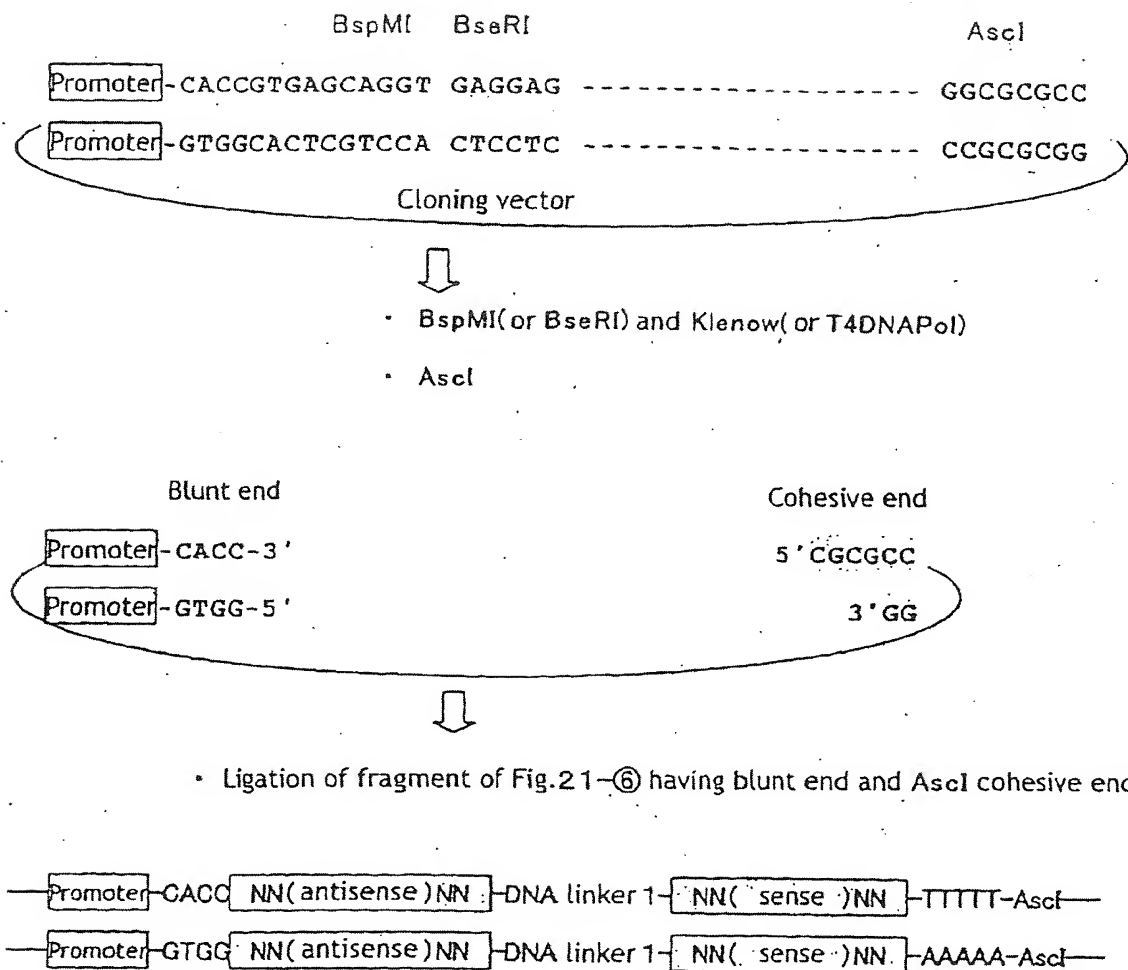 BspMI BseRI AscI
Promoter-CACCGTGAGCAGGT GAGGAG ------------------- GGCGCGCC
Promoter-GTGGCACTCGTCCA CTCCTC ------------------- CCGCGCGG
Cloning vector
· BspMI(or BseRI) and Klenow(or T4DNAPol)
· AscI
Blunt end Cohesive end
Promoter-CACC-3' 5'CGCGCC
Promoter-GTGG-5' 3'GG
· Ligation of fragment of Fig.21-⑥ having blunt end and AscI cohesive end
Promoter-CACC NN(antisense)NN -DNA linker 1- NN( sense )NN -TTTTT-AscI
Promoter-GTGG NN(antisense)NN -DNA linker 1- NN( sense )NN -AAAAA-AscI